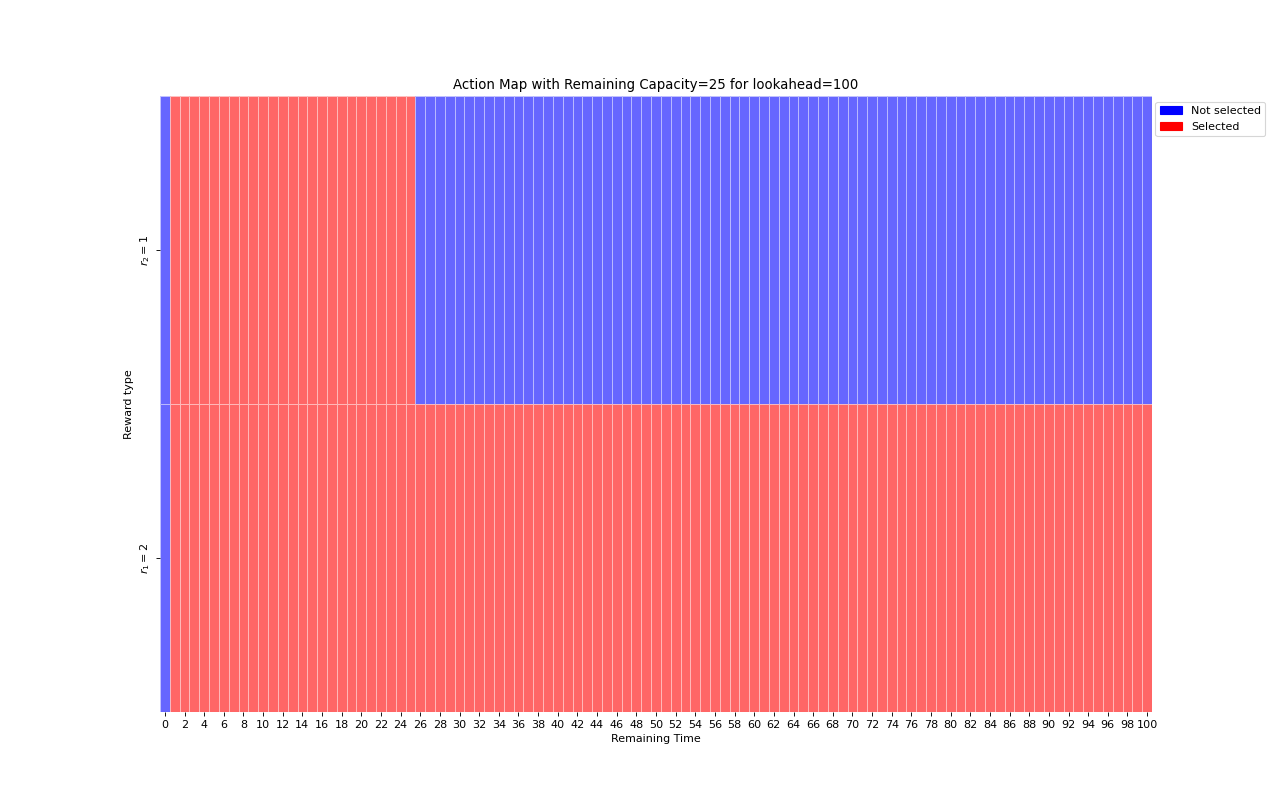 Action Map with Remaining Capacity=25 for lookahead=100
Not selected
Selected
r₂ = 1
Reward type
r₁ = 2
0 2 4 6 8 10 12 14 16 18 20 22 24 26 28 30 32 34 36 38 40 42 44 46 48 50 52 54 56 58 60 62 64 66 68 70 72 74 76 78 80 82 84 86 88 90 92 94 96 98 100
Remaining Time